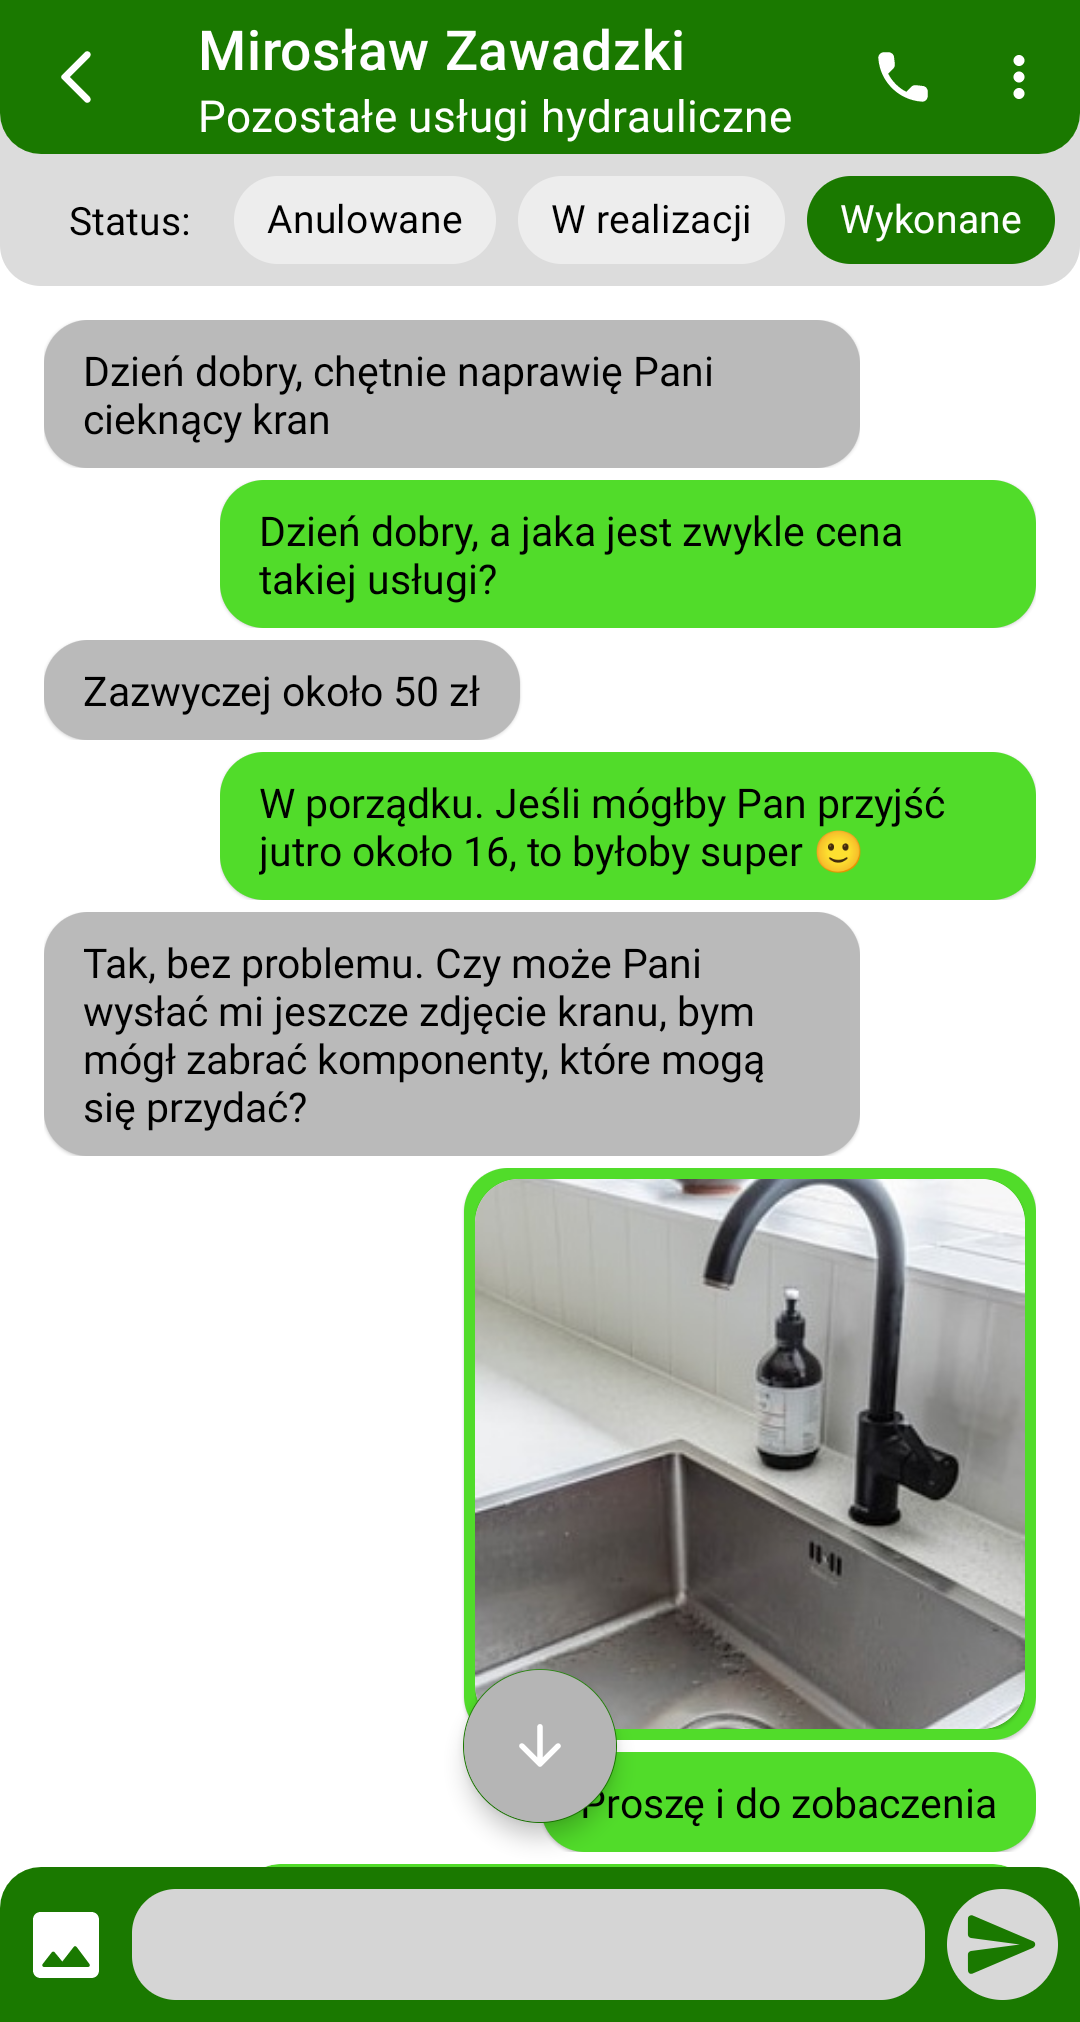 Mirosław Zawadzki
Pozostałe usługi hydrauliczne
Status:
Anulowane
W realizacji
Wykonane
Dzień dobry, chętnie naprawię Pani
cieknący kran
Dzień dobry, a jaka jest zwykle cena
takiej usługi?
Zazwyczej około 50 zł
W porządku. Jeśli mógłby Pan przyjść
jutro około 16, to byłoby super 🙂
Tak, bez problemu. Czy może Pani
wysłać mi jeszcze zdjęcie kranu, bym
mógł zabrać komponenty, które mogą
się przydać?
Proszę i do zobaczenia